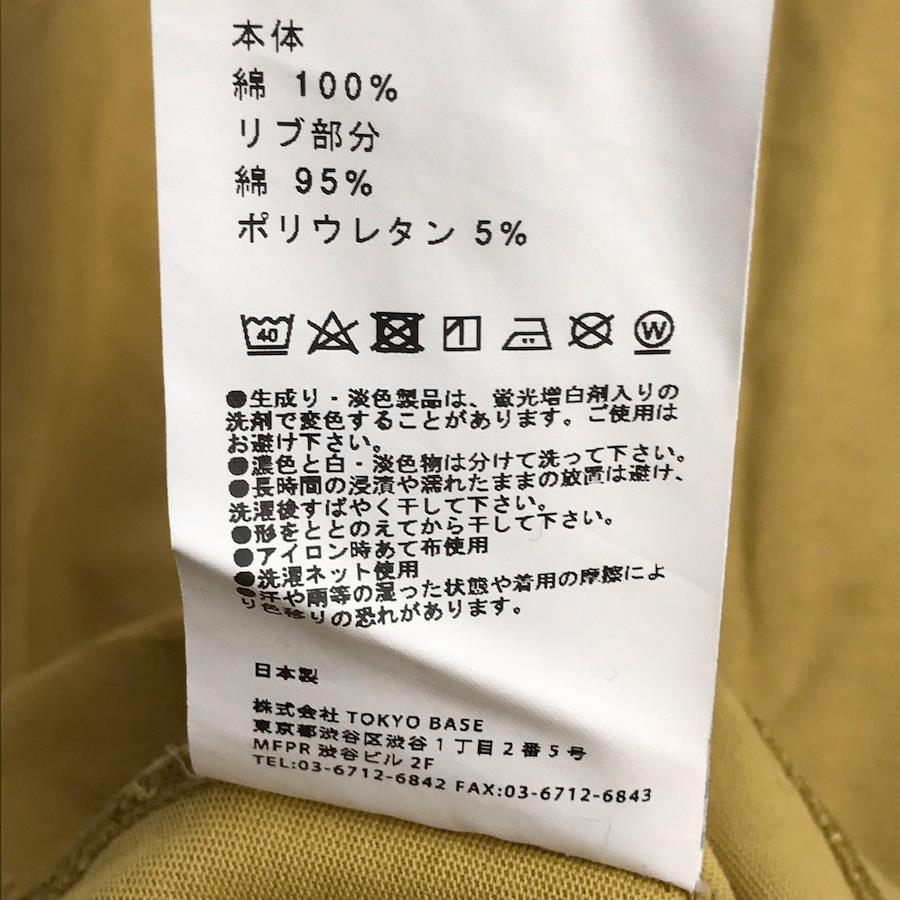 本体
綿 100%
リブ部分
綿 95%
ポリウレタン 5%
40 W
●生成り・淡色製品は、蛍光増白剤入りの
洗剤で変色することがあります。ご使用は
お避け下さい。
●濃色と白・淡色物は分けて洗って下さい。
●長時間の浸漬や濡れたままの放置は避け、
洗濯後すばやく干して下さい。
●形をととのえてから干して下さい。
●アイロン時あて布使用
●洗濯ネット使用
●汗や雨等の湿った状態や着用の摩擦によ
り色移りの恐れがあります。
日本製
株式会社 TOKYO BASE
東京都渋谷区渋谷1丁目2番5号
MFPR 渋谷ビル 2F
TEL:03-6712-6842 FAX:03-6712-6843